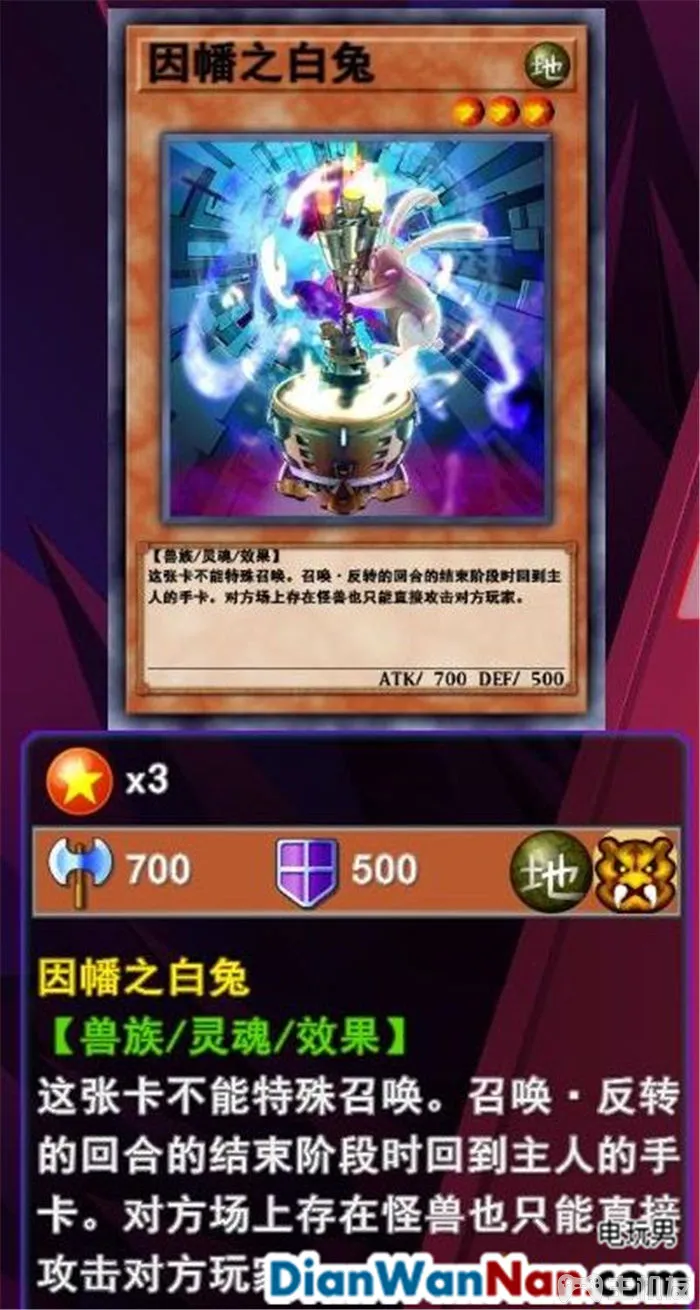 因幡之白兔
地
【兽族/灵魂/效果】
这张卡不能特殊召唤。召唤·反转的回合的结束阶段时回到主
人的手卡。对方场上存在怪兽也只能直接攻击对方玩家。
ATK/ 700 DEF/ 500
x3
700 500 地
因幡之白兔
【兽族/灵魂/效果】
这张卡不能特殊召唤。召唤·反转
的回合的结束阶段时回到主人的手
卡。对方场上存在怪兽也只能直接
电玩男
攻击对方玩家
DianWanNan.com